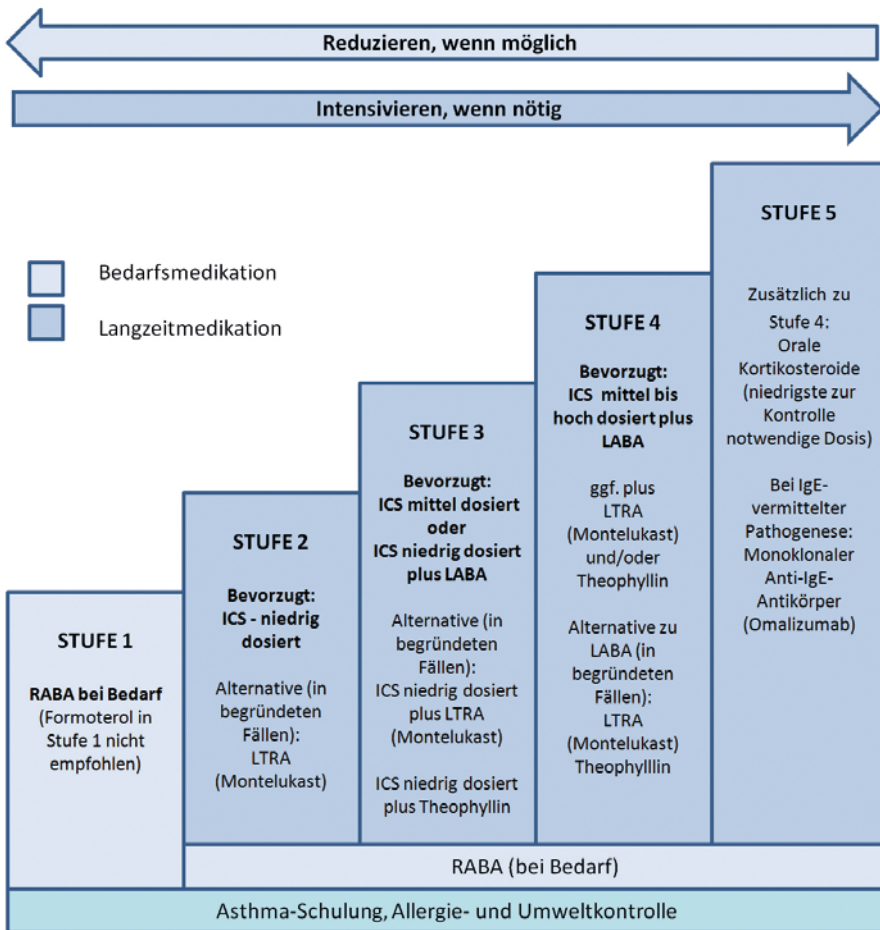 Reduzieren, wenn möglich
Intensivieren, wenn nötig
Bedarfsmedikation
Langzeitmedikation
STUFE 1
RABA bei Bedarf
(Formoterol in
Stufe 1 nicht
empfohlen)
STUFE 2
Bevorzugt:
ICS - niedrig
dosiert
Alternative (in
begründeten
Fällen):
LTRA
(Montelukast)
STUFE 3
Bevorzugt:
ICS mittel dosiert
oder
ICS niedrig dosiert
plus LABA
Alternative (in
begründeten
Fällen):
ICS niedrig dosiert
plus LTRA
(Montelukast)
ICS niedrig dosiert
plus Theophyllin
STUFE 4
Bevorzugt:
ICS mittel bis
hoch dosiert plus
LABA
ggf. plus
LTRA
(Montelukast)
und/oder
Theophyllin
Alternative zu
LABA (in
begründeten
Fällen):
LTRA
(Montelukast)
Theophylllin
STUFE 5
Zusätzlich zu
Stufe 4:
Orale
Kortikosteroide
(niedrigste zur
Kontrolle
notwendige Dosis)
Bei IgE-
vermittelter
Pathogenese:
Monoklonaler
Anti-IgE-
Antikörper
(Omalizumab)
RABA (bei Bedarf)
Asthma-Schulung, Allergie- und Umweltkontrolle